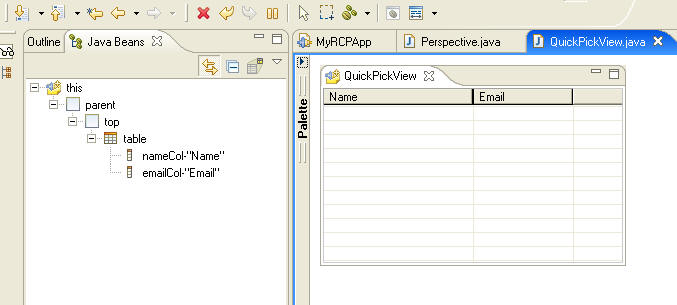 Outline Java Beans
MyRCPApp Perspective.java QuickPickView.java
this
parent
top
table
nameCol-"Name"
emailCol-"Email"
Palette
QuickPickView
Name Email